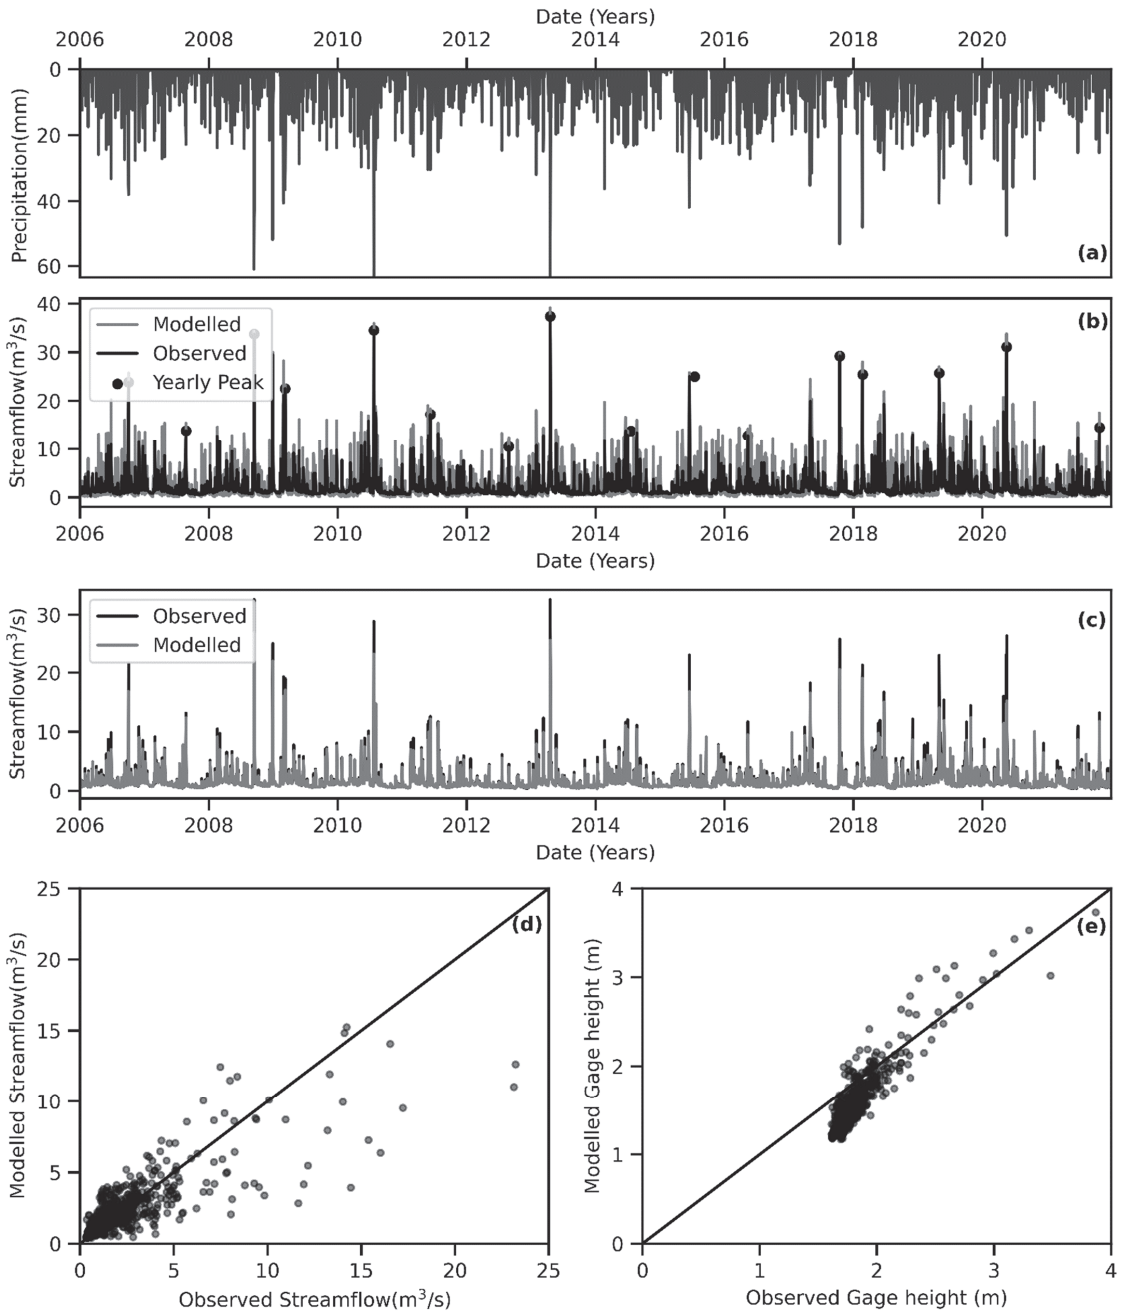 Date (Years)
2006 2008 2010 2012 2014 2016 2018 2020
0
20
40
60
Precipitation(mm)
(a)
40
30
20
10
0
Streamflow(m³/s)
Modelled
Observed
Yearly Peak
(b)
2006 2008 2010 2012 2014 2016 2018 2020
Date (Years)
30
20
10
0
Streamflow(m³/s)
Observed
Modelled
(c)
2006 2008 2010 2012 2014 2016 2018 2020
Date (Years)
25
20
15
10
5
0
Modelled Streamflow(m³/s)
(d)
0 5 10 15 20 25
Observed Streamflow(m³/s)
4
3
2
1
0
Modelled Gage height (m)
(e)
0 1 2 3 4
Observed Gage height (m)